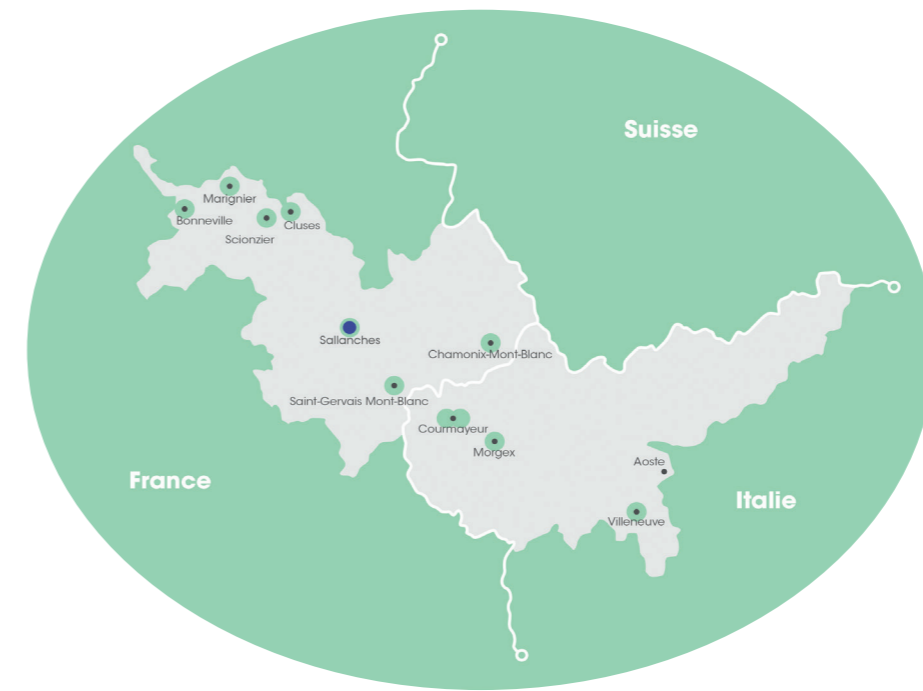 Suisse
Marignier
Bonneville
Cluses
Scionzier
Sallanches
Chamonix-Mont-Blanc
Saint-Gervais Mont-Blanc
Courmayeur
Morgex
Aoste
France
Italie
Villeneuve